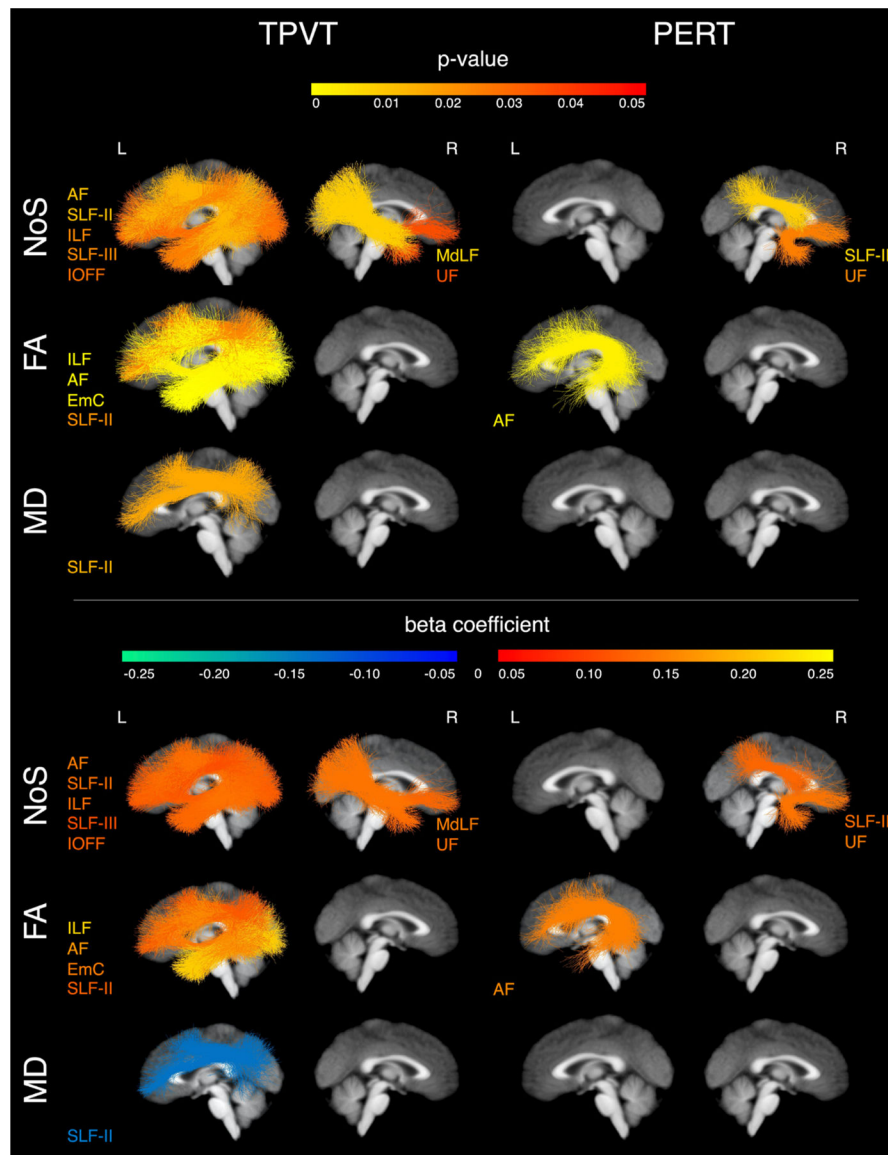 TPVT PERT
p-value
0 0.01 0.02 0.03 0.04 0.05
L R L R
NoS
AF
SLF-II
ILF
SLF-III
IOFF
MdLF
UF
SLF-II
UF
FA
ILF
AF
EmC
SLF-II
AF
MD
SLF-II
beta coefficient
-0.25 -0.20 -0.15 -0.10 -0.05 0 0.05 0.10 0.15 0.20 0.25
L R L R
NoS
AF
SLF-II
ILF
SLF-III
IOFF
MdLF
UF
SLF-II
UF
FA
ILF
AF
EmC
SLF-II
AF
MD
SLF-II